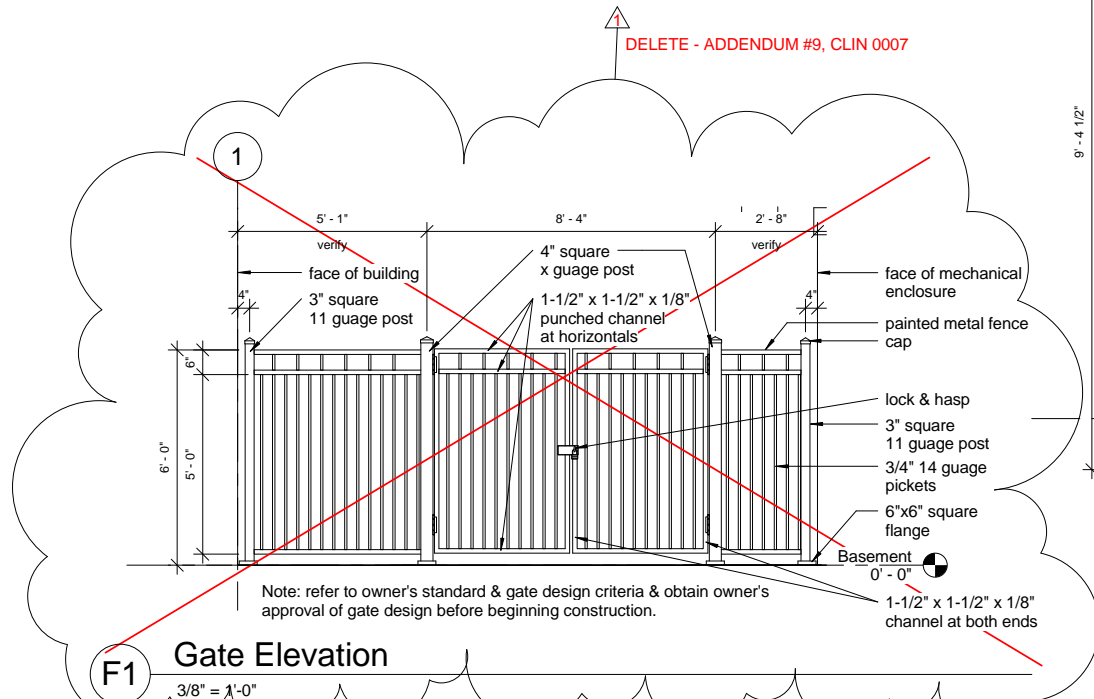 1
DELETE - ADDENDUM #9, CLIN 0007
9' - 4 1/2"
1
5' - 1"
8' - 4"
2' - 8"
verify
verify
face of building
4" square
x guage post
face of mechanical
enclosure
4"
3" square
11 guage post
1-1/2" x 1-1/2" x 1/8"
punched channel
at horizontals
4"
painted metal fence
cap
6"
6' - 0"
5' - 0"
lock & hasp
3" square
11 guage post
3/4" 14 guage
pickets
6"x6" square
flange
Basement
0' - 0"
Note: refer to owner's standard & gate design criteria & obtain owner's
approval of gate design before beginning construction.
1-1/2" x 1-1/2" x 1/8"
channel at both ends
F1
Gate Elevation
3/8" = 1'-0"